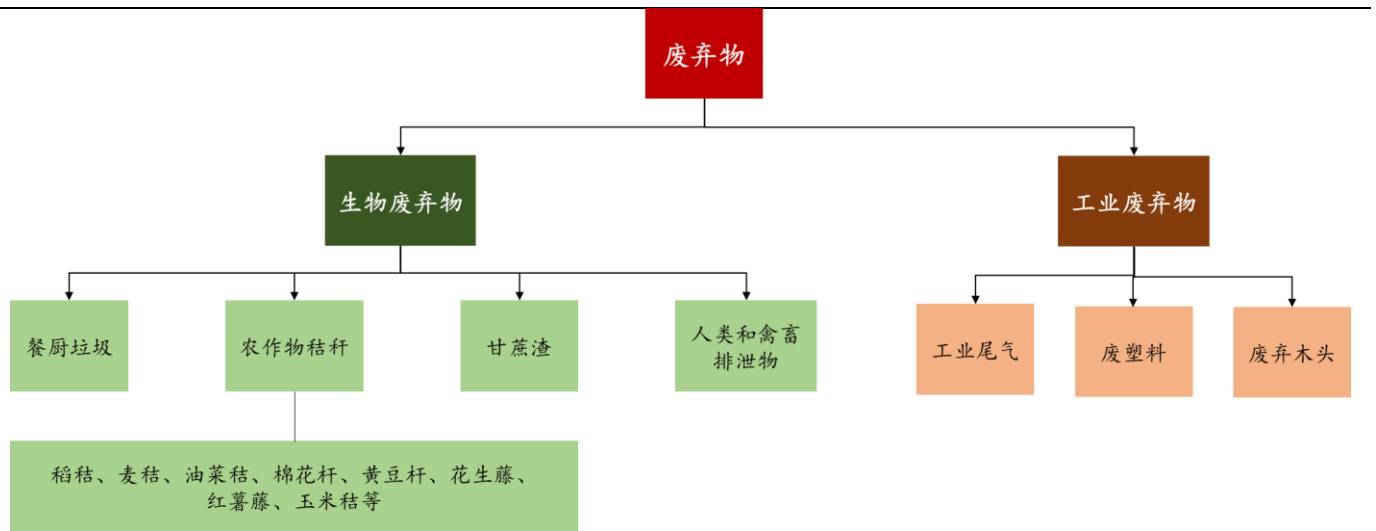 废弃物
生物废弃物
工业废弃物
餐厨垃圾
农作物秸秆
甘蔗渣
人类和禽畜
排泄物
工业尾气
废塑料
废弃木头
稻秸、麦秸、油菜秸、棉花杆、黄豆杆、花生藤、
红薯藤、玉米秸等